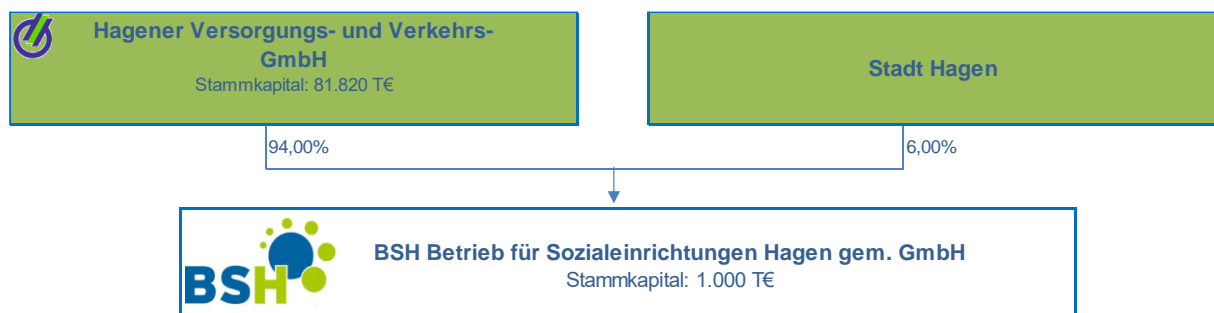 Hagener Versorgungs- und Verkehrs-
GmbH
Stammkapital: 81.820 T€
Stadt Hagen
94,00%
6,00%
BSH
BSH Betrieb für Sozialeinrichtungen Hagen gem. GmbH
Stammkapital: 1.000 T€